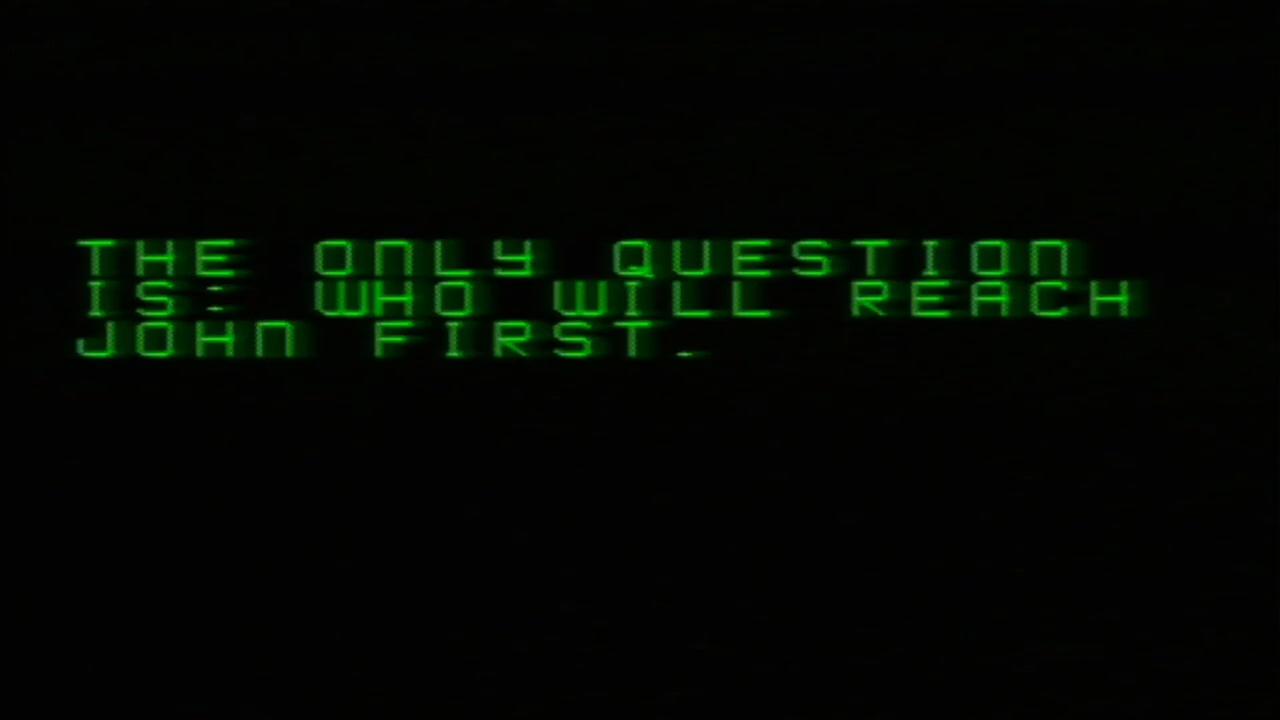 THE ONLY QUESTION
IS: WHO WILL REACH
JOHN FIRST.